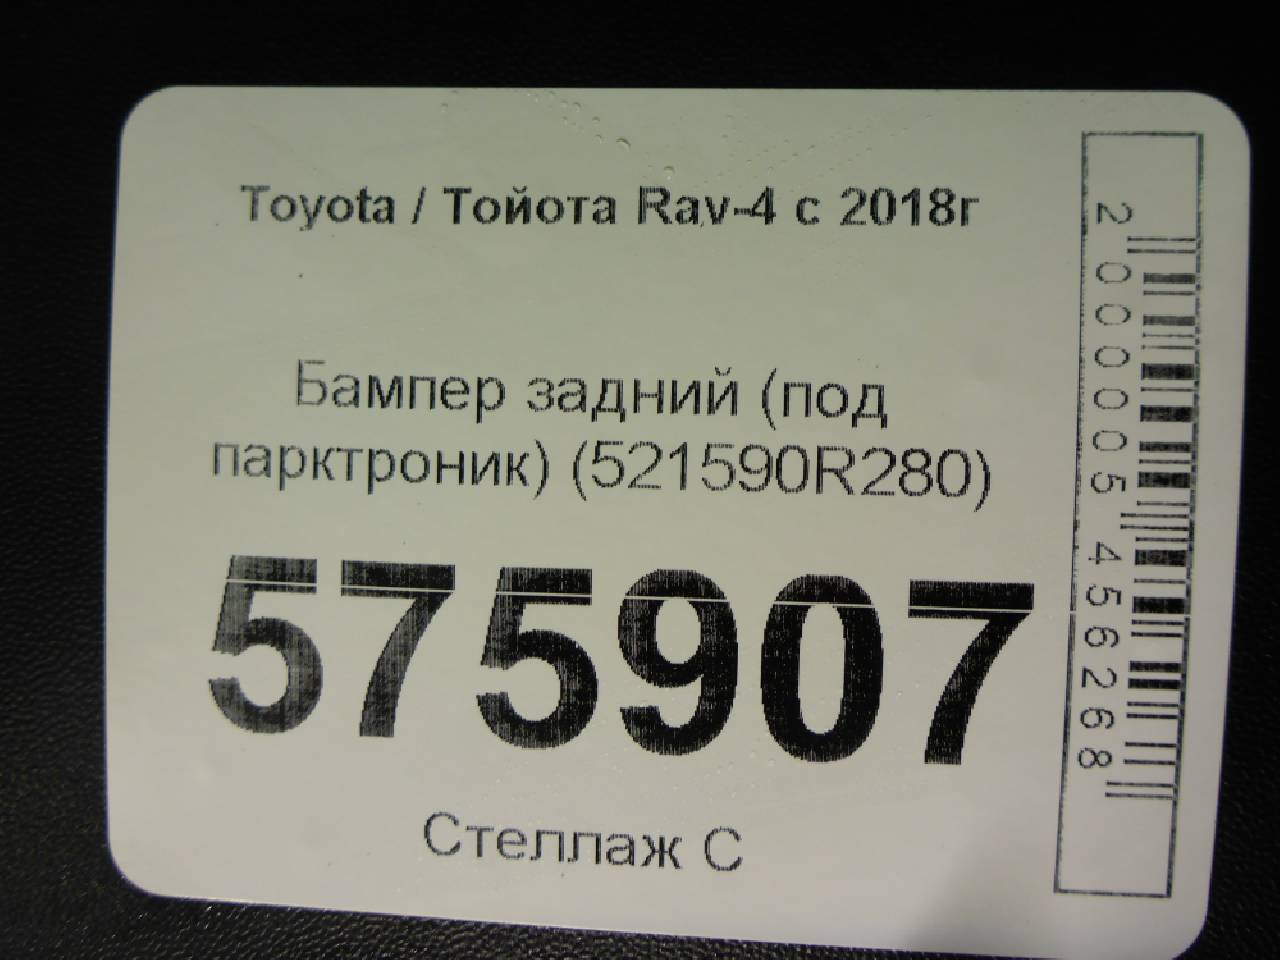 Toyota / Тойота Rav-4 с 2018г
Бампер задний (под
парктроник) (521590R280)
575907
Стеллаж С
2000005456268